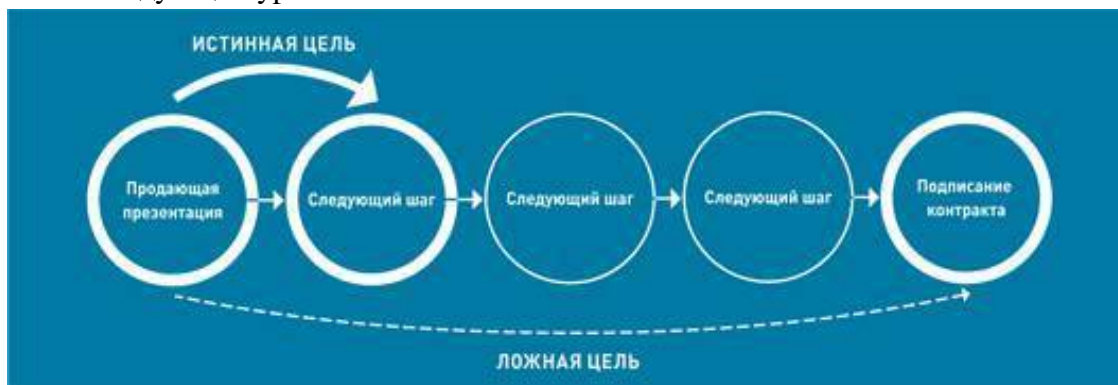 ИСТИННАЯ ЦЕЛЬ
Продающая
презентация
Следующий шаг
Следующий шаг
Следующий шаг
Подписание
контракта
ЛОЖНАЯ ЦЕЛЬ